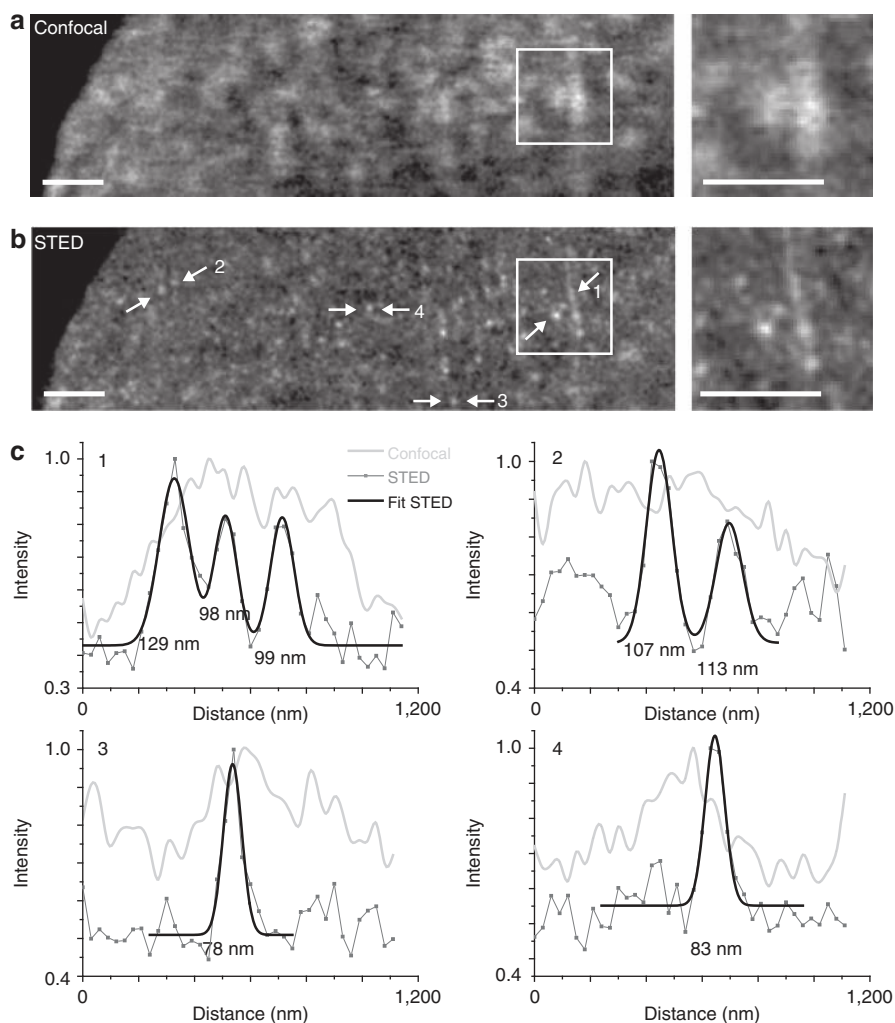 a
Confocal
b
STED
2
4
1
3
c
1.0
1
Confocal
STED
Fit STED
Intensity
98 nm
129 nm
99 nm
0.3
0
Distance (nm)
1,200
1.0
2
Intensity
107 nm
113 nm
0.4
0
Distance (nm)
1,200
1.0
3
Intensity
78 nm
0.4
0
Distance (nm)
1,200
1.0
4
Intensity
83 nm
0.4
0
Distance (nm)
1,200